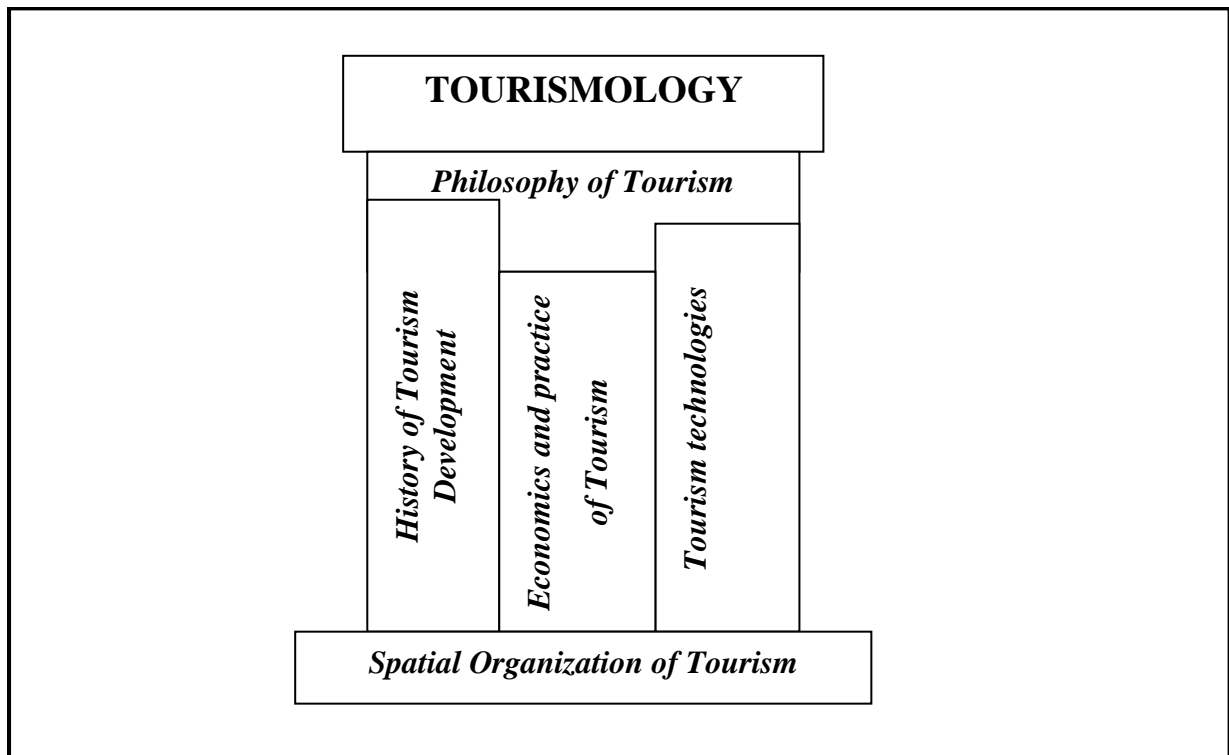 TOURISMOLOGY
Philosophy of Tourism
History of Tourism
Development
Economics and practice
of Tourism
Tourism technologies
Spatial Organization of Tourism